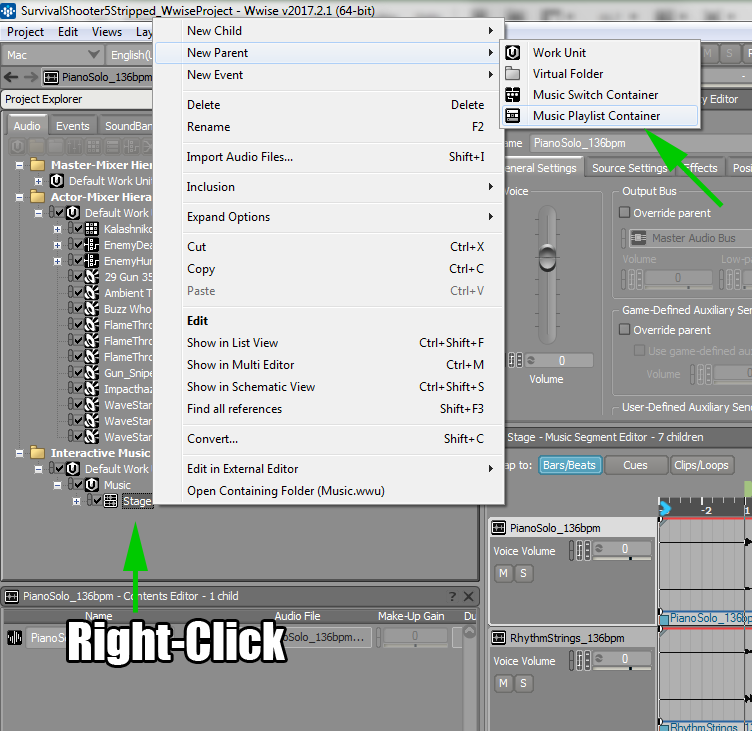 SurvivalShooter5Stripped_WwiseProject - Wwise v2017.2.1 (64-bit)
Project Edit Views
Mac English(
PianoSolo_136bpm
Project Explorer
Audio Events SoundBan
Master-Mixer Hiera
Default Work Unit
Actor-Mixer Hierar
Default Work
Kalashniko
EnemyDea
EnemyHur
29 Gun 35
Ambient T
Buzz Who
FlameThro
FlameThro
FlameThro
Gun_Snipe
Impacthaz
WaveStar
WaveStar
WaveStar
Interactive Music
Default Work
Music
Stage
New Child
New Parent
New Event
Delete Delete
Rename F2
Import Audio Files... Shift+I
Inclusion
Expand Options
Cut Ctrl+X
Copy Ctrl+C
Paste Ctrl+V
Edit
Show in List View Ctrl+Shift+F
Show in Multi Editor Ctrl+M
Show in Schematic View Ctrl+Shift+S
Find all references Shift+F3
Convert... Shift+C
Edit in External Editor
Open Containing Folder (Music.wwu)
Work Unit
Virtual Folder
Music Switch Container
Music Playlist Container
M S
ty Editor
ame PianoSolo_136bpm
General Settings Source Settings Effects Posi
Voice
0
Volume
Output Bus
Override parent
Master Audio Bus
Volume Low-p
0
Game-Defined Auxiliary Sen
Override parent
Use game-defined aux
Volume 0
User-Defined Auxiliary Send
Stage - Music Segment Editor - 7 children
ap to: Bars/Beats Cues Clips/Loops
-2 1
PianoSolo_136bpm
Voice Volume 0
M S
PianoSolo_136bp
RhythmStrings_136bpm
Voice Volume 0
M S
RhythmStrings_136
PianoSolo_136bpm - Contents Editor - 1 child ? X
Name Audio File Make-Up Gain Du
PianoS oSolo_136bpm... 0
Right-Click